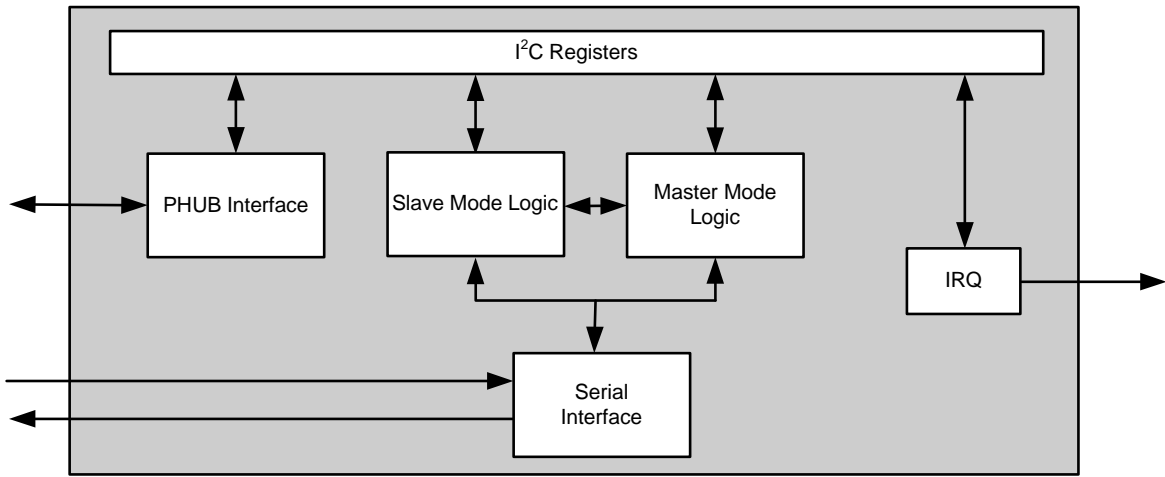 I²C Registers
PHUB Interface
Slave Mode Logic
Master Mode
Logic
IRQ
Serial
Interface